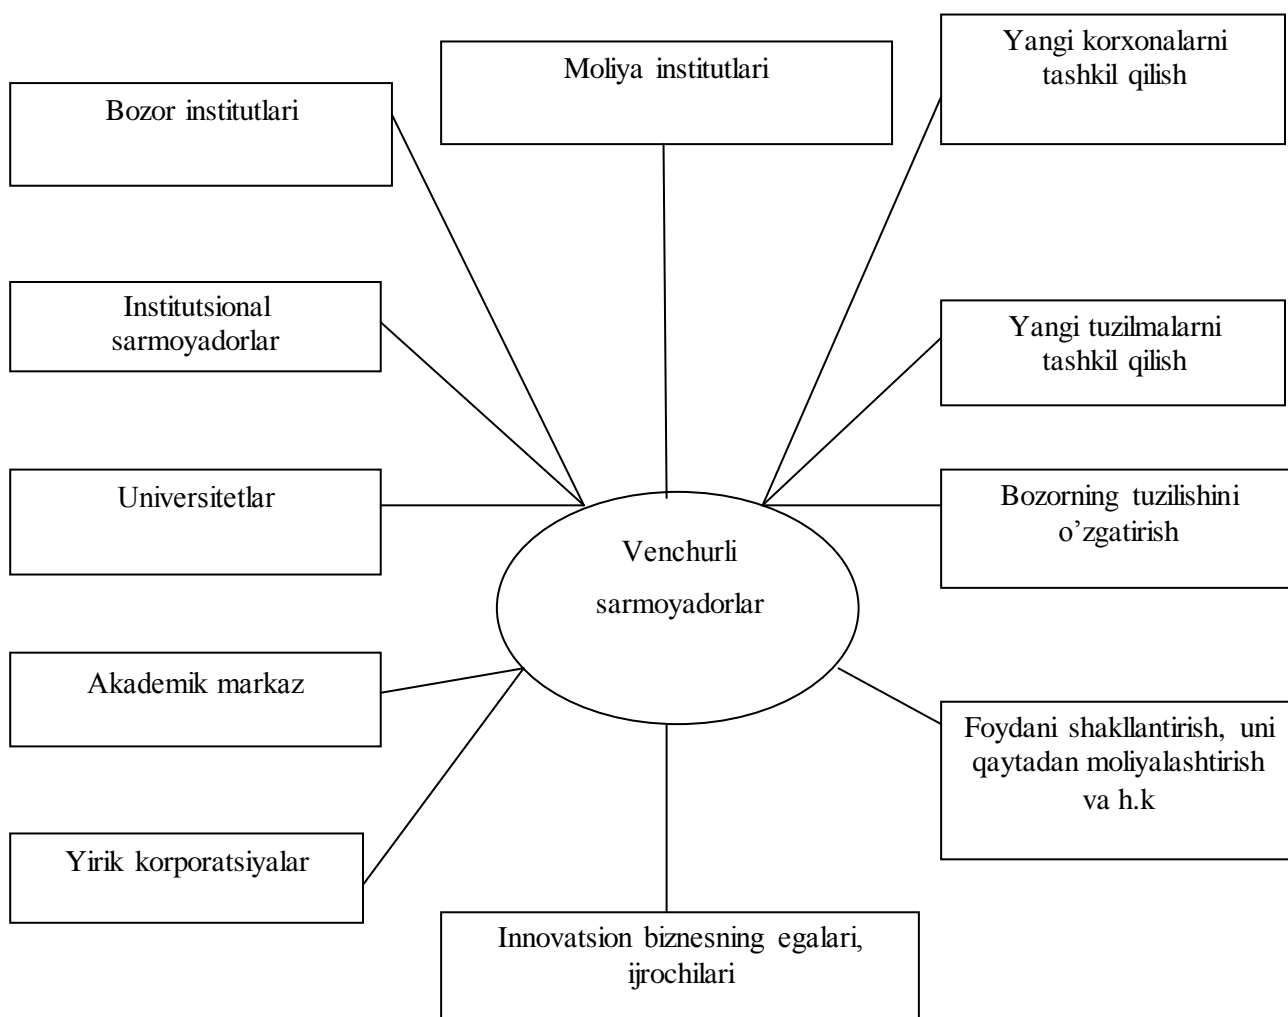 Bozor institutlari
Moliya institutlari
Yangi korxonalarni
tashkil qilish
Institutsional
sarmoyadorlar
Yangi tuzilmalarni
tashkil qilish
Universitetlar
Bozorning tuzilishini
o’zgatirish
Venchurli
sarmoyadorlar
Akademik markaz
Foydani shakllantirish, uni
qaytadan moliyalashtirish
va h.k
Yirik korporatsiyalar
Innovatsion biznesning egalari,
ijrochilari